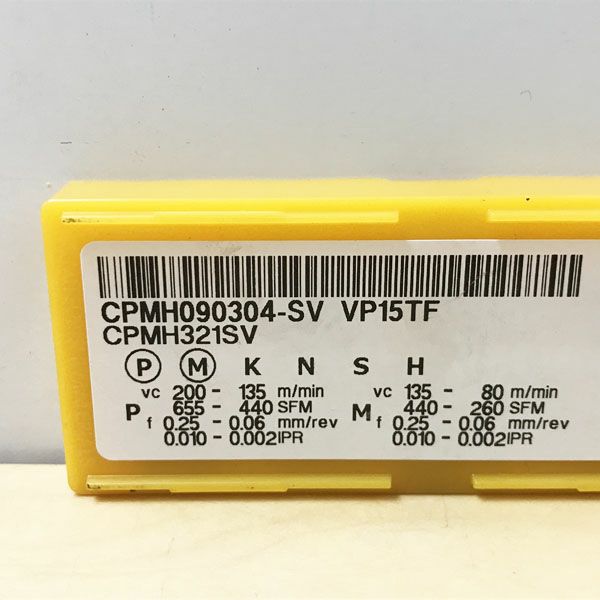 CPMH090304-SV VP15TF
CPMH321SV
P M K N S H
P vc 200 - 135 m/min
655 - 440 SFM
f 0.25 - 0.06 mm/rev
0.010 - 0.002 IPR
M vc 135 - 80 m/min
440 - 260 SFM
f 0.25 - 0.06 mm/rev
0.010 - 0.002 IPR